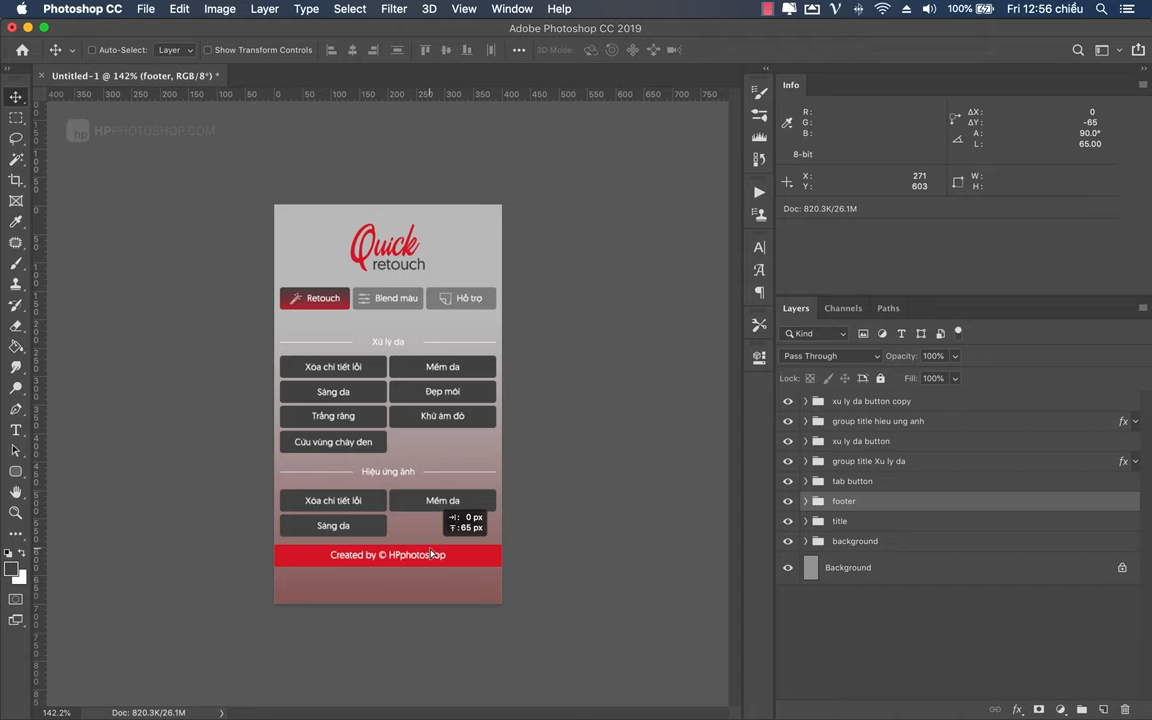 Photoshop CC File Edit Image Layer Type Select Filter 3D View Window Help 100% Fri 12:56 chiều
Adobe Photoshop CC 2019
Auto-Select: Layer Show Transform Controls 3D Mode:
Untitled-1 @ 142% (footer, RGB/8*) *
400 350 300 250 200 150 100 50 0 50 100 150 200 250 300 350 400 450 500 550 600 650 700 750
hp HPPHOTOSHOP.COM
Quick
retouch
Retouch Blend màu Hỗ trợ
Xử lý da
Xóa chi tiết lỗi Mềm da
Sáng da Đẹp môi
Trắng răng Khử ám đỏ
Cứu vùng cháy đen
Hiệu ứng ảnh
Xóa chi tiết lỗi Mềm da
Sáng da
0 px
65 px
Created by © HPphotoshop
142.2% Doc: 820.3K/26.1M
Info
R:
G:
B:
8-bit
ΔX: 0
ΔY: -65
A: 90.0°
L: 65.00
X: 271
Y: 603
W:
H:
Doc: 820.3K/26.1M
Layers Channels Paths
Kind
Pass Through Opacity: 100%
Lock: Fill: 100%
xu ly da button copy
group title hieu ung anh fx
xu ly da button
group title Xu ly da fx
tab button
footer
title
background
Background
fx